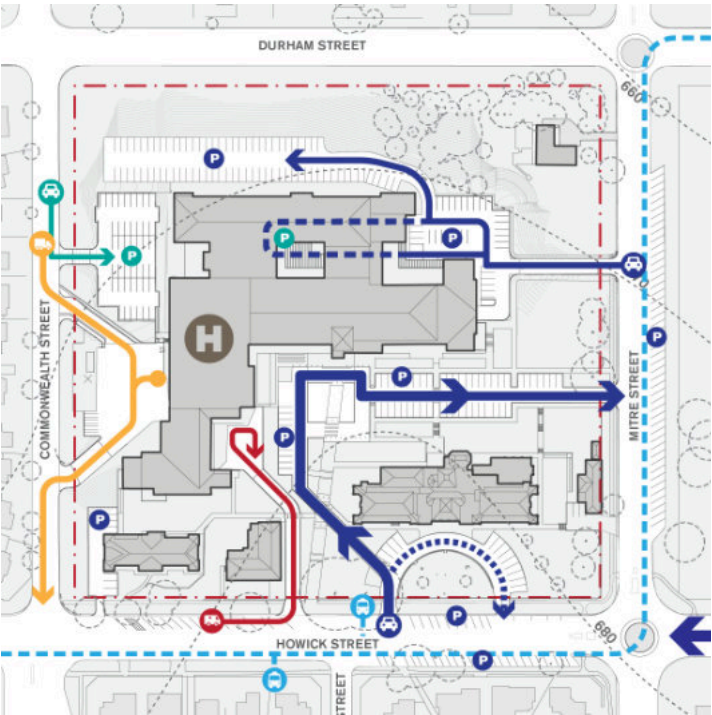 DURHAM STREET
660
P
P
P
P
COMMONWEALTH STREET
H
P
MITRE STREET
P
P
P
P
680
HOWICK STREET
P
STREET